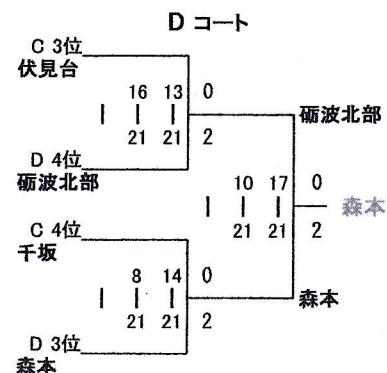 D コート
C 3位
伏見台
16 13 0
| | |
21 21 2
D 4位
砺波北部
砺波北部
10 17 0
| | |
21 21 2
森本
C 4位
千坂
8 14 0
| | |
21 21 2
森本
D 3位
森本